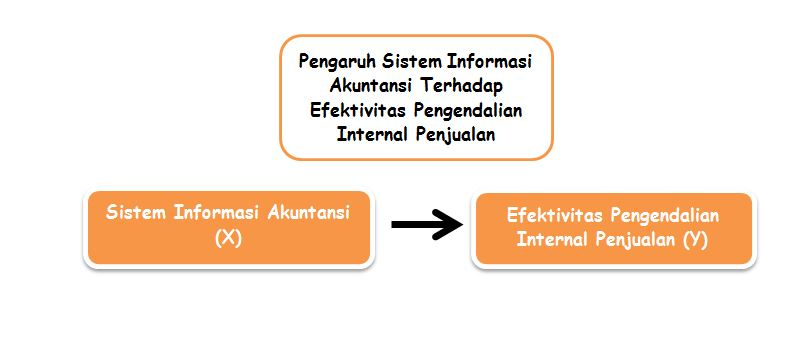 Pengaruh Sistem Informasi
Akuntansi Terhadap
Efektivitas Pengendalian
Internal Penjualan
Sistem Informasi Akuntansi
(X)
Efektivitas Pengendalian
Internal Penjualan (Y)